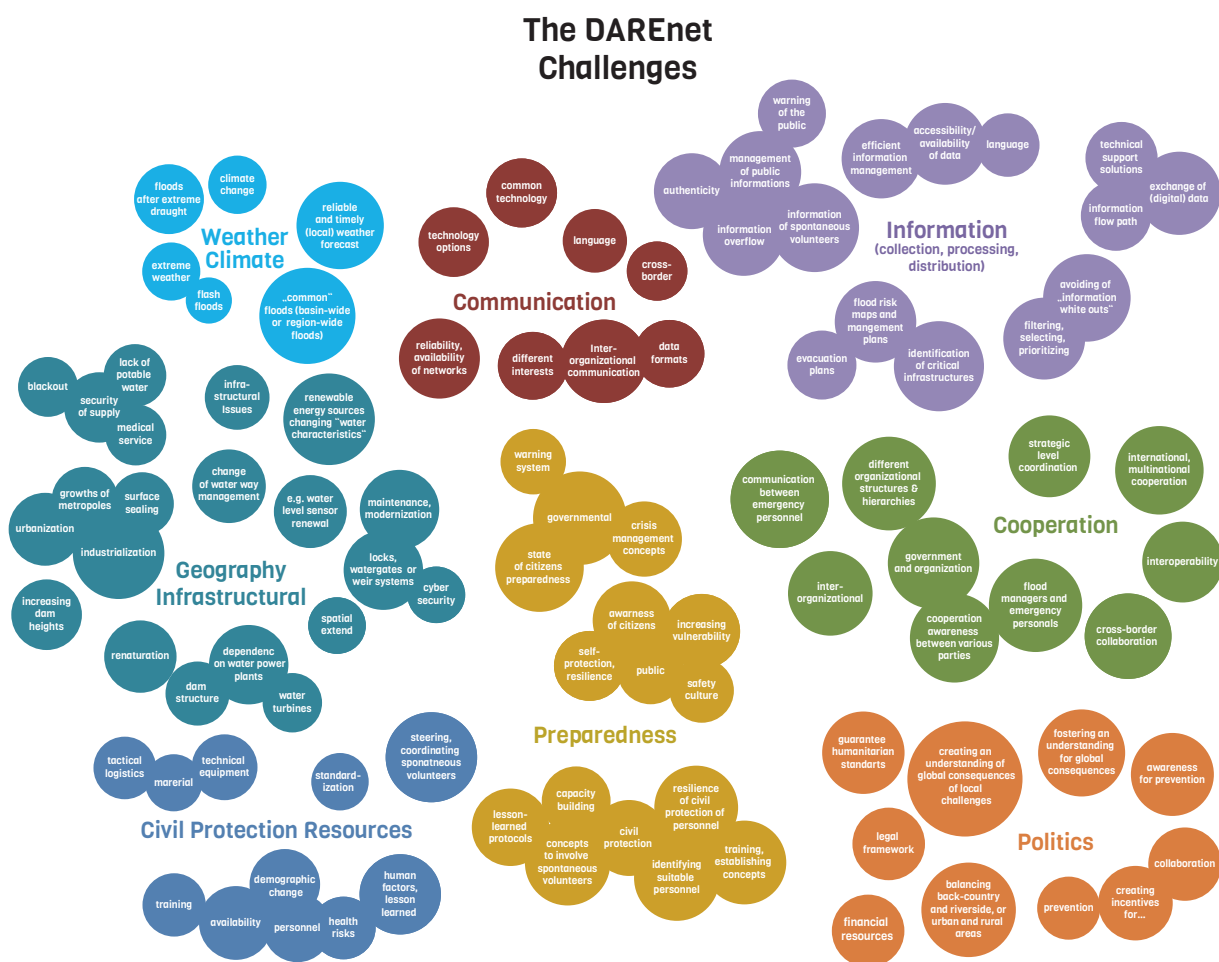 The DAREnet
Challenges
floods
after extreme
draught
climate
change
reliable
and timely
(local) weather
forecast
Weather
Climate
extreme
weather
flash
floods
„common“
floods (basin-wide
or region-wide
floods)
common
technology
technology
options
language
cross-
border
Communication
reliability,
availability
of networks
different
interests
Inter-
organizational
communication
data
formats
warning
of the
public
management
of public
informations
authenticity
information
overflow
information
of spontaneous
volunteers
efficient
information
management
accessibility/
availability
of data
language
technical
support
solutions
exchange of
(digital) data
information
flow path
Information
(collection, processing,
distribution)
avoiding of
„information
white outs“
filtering,
selecting,
prioritizing
flood risk
maps and
mangement
plans
evacuation
plans
identification
of critical
infrastructures
blackout
lack of
potable
water
security
of supply
medical
service
infra-
structural
Issues
renewable
energy sources
changing “water
characteristics“
growths of
metropoles
surface
sealing
urbanization
industrialization
change
of water way
management
e.g. water
level sensor
renewal
maintenance,
modernization
locks,
watergates or
weir systems
cyber
security
Geography
Infrastructural
increasing
dam
heights
spatial
extend
renaturation
dependenc
on water power
plants
dam
structure
water
turbines
warning
system
governmental
crisis
management
concepts
state
of citizens
preparedness
awarness
of citizens
increasing
vulnerability
self-
protection,
resilience
public
safety
culture
Preparedness
lesson-
learned
protocols
capacity
building
concepts
to involve
spontaneous
volunteers
civil
protection
resilience
of civil
protection of
personnel
identifying
suitable
personnel
training,
establishing
concepts
communication
between
emergency
personnel
different
organizational
structures &
hierarchies
strategic
level
coordination
international,
multinational
cooperation
Cooperation
government
and organization
interoperability
inter-
organizational
flood
managers and
emergency
personals
cooperation
awareness
between various
parties
cross-border
collaboration
tactical
logistics
marerial
technical
equipment
standard-
ization
steering,
coordinating
sponatneous
volunteers
Civil Protection Resources
training
availability
demographic
change
personnel
health
risks
human
factors,
lesson
learned
guarantee
humanitarian
standarts
creating an
understanding of
global consequences
of local
challenges
fostering an
understanding
for global
consequences
awareness
for prevention
legal
framework
Politics
financial
resources
balancing
back-country
and riverside, or
urban and rural
areas
prevention
creating
incentives
for...
collaboration